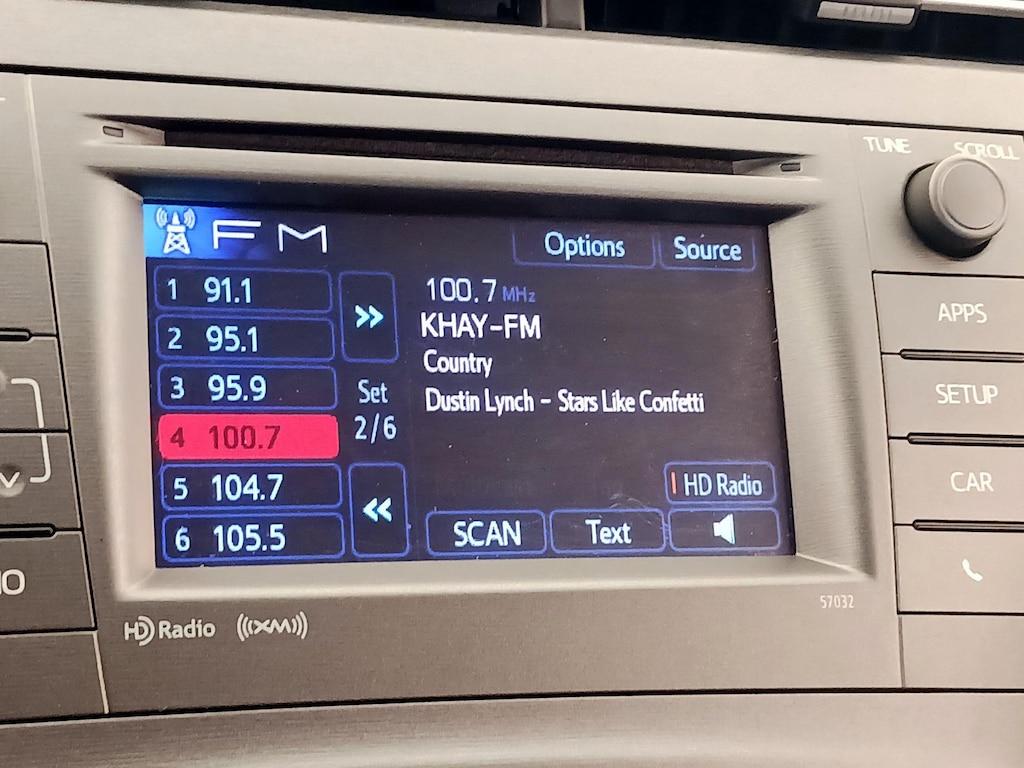 TUNE SCROLL
FM
Options
Source
1 91.1
2 95.1
3 95.9
4 100.7
5 104.7
6 105.5
Set
2/6
100.7 MHz
KHAY-FM
Country
Dustin Lynch - Stars Like Confetti
HD Radio
SCAN
Text
APPS
SETUP
CAR
57032
HD Radio
((XM))